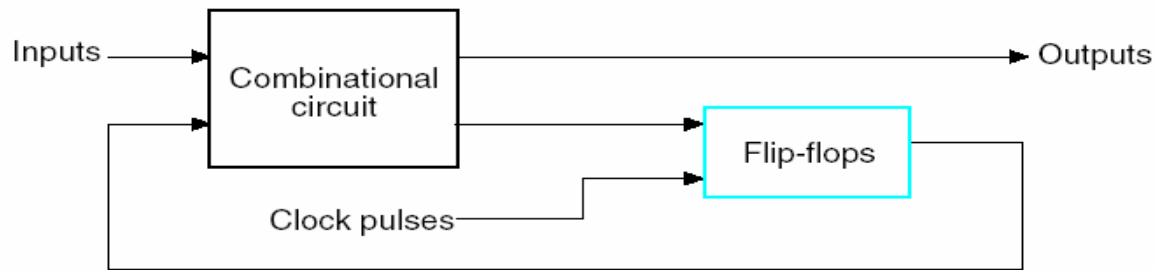 Inputs
Combinational
circuit
Outputs
Flip-flops
Clock pulses